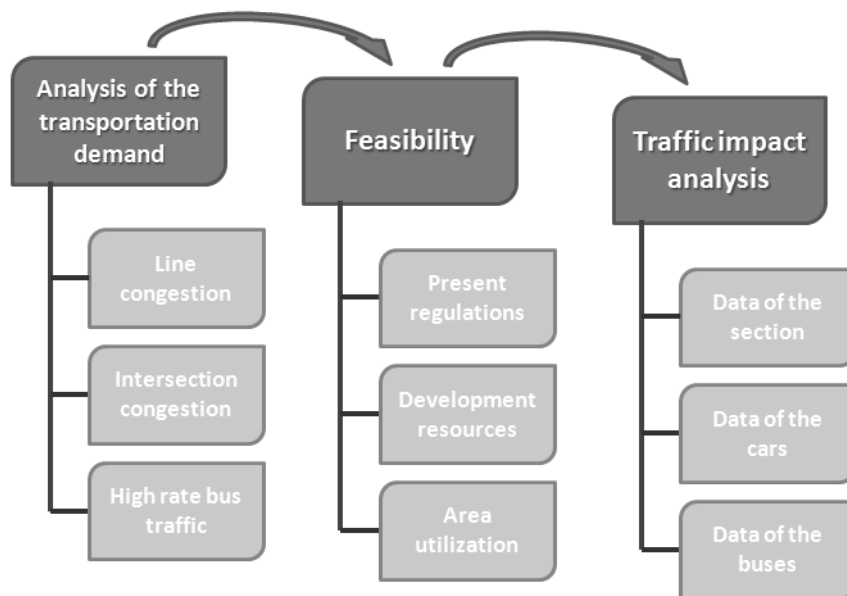 Analysis of the
transportation
demand
Line
congestion
Intersection
congestion
High rate bus
traffic
Feasibility
Present
regulations
Development
resources
Area
utilization
Traffic impact
analysis
Data of the
section
Data of the
cars
Data of the
buses